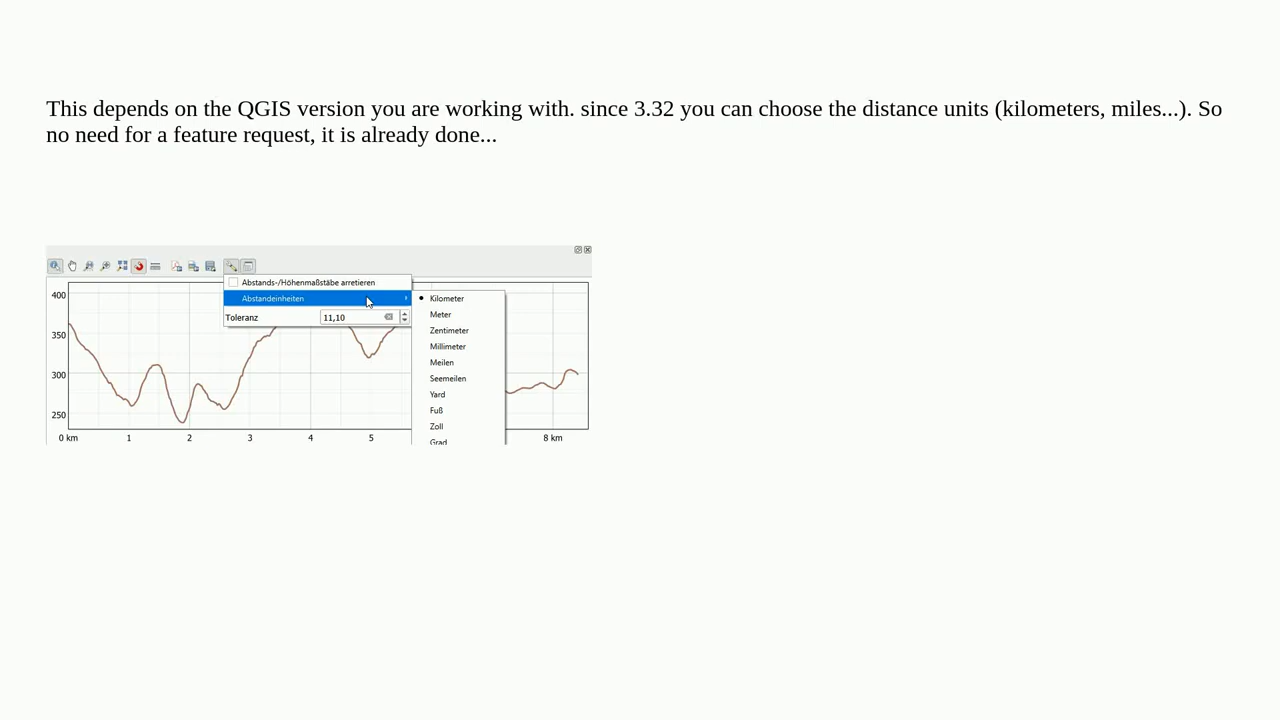 This depends on the QGIS version you are working with. since 3.32 you can choose the distance units (kilometers, miles...). So
no need for a feature request, it is already done...
Abstands-/Höhenmaßstäbe arretieren
Abstandeinheiten
Toleranz 11,10
Kilometer
Meter
Zentimeter
Millimeter
Meilen
Seemeilen
Yard
Fuß
Zoll
Grad
400
350
300
250
0 km 1 2 3 4 5 8 km